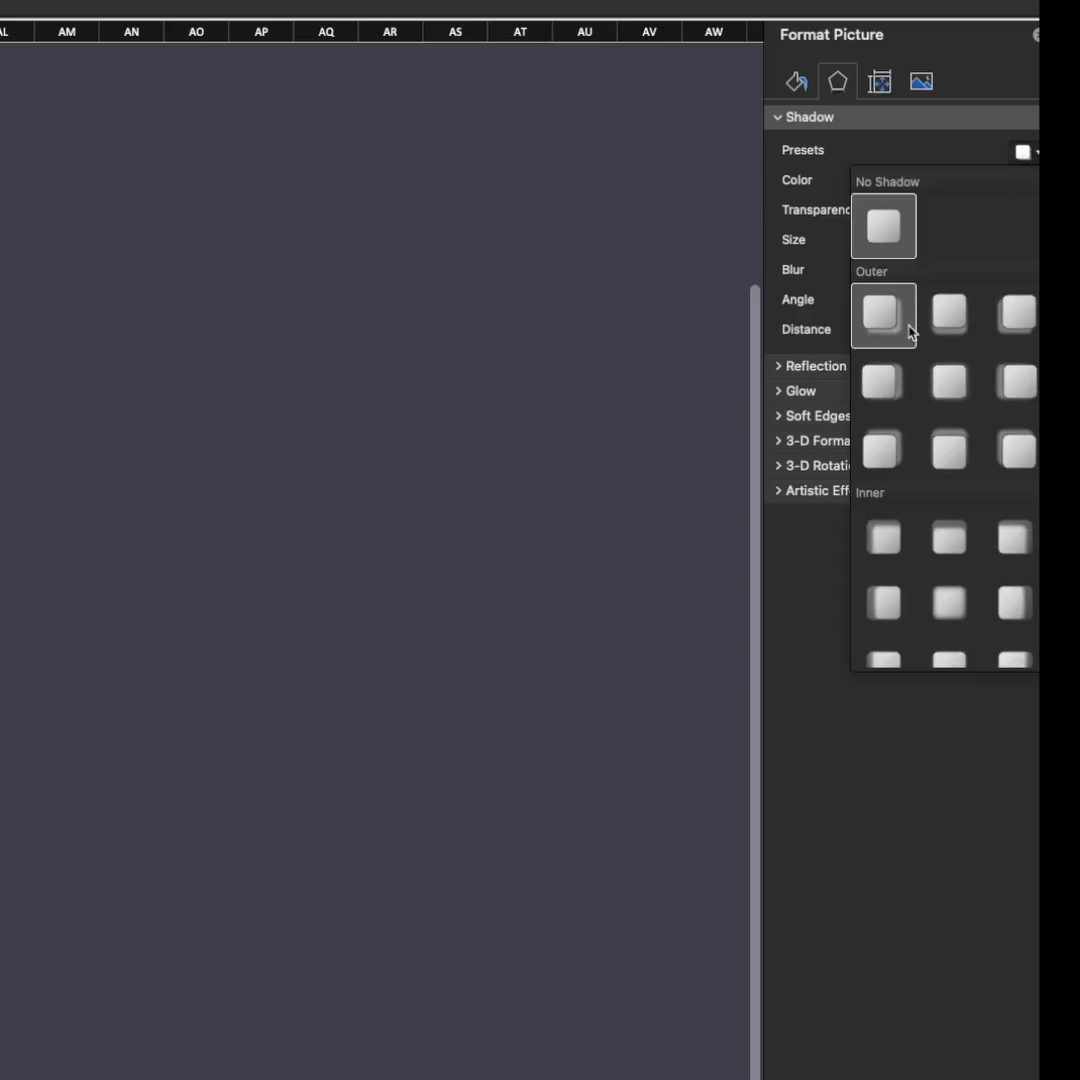 AL AM AN AO AP AQ AR AS AT AU AV AW
Format Picture
Shadow
Presets
Color
No Shadow
Transparenc
Size
Outer
Blur
Angle
Distance
Reflection
Glow
Soft Edges
3-D Forma
3-D Rotati
Artistic Eff
Inner